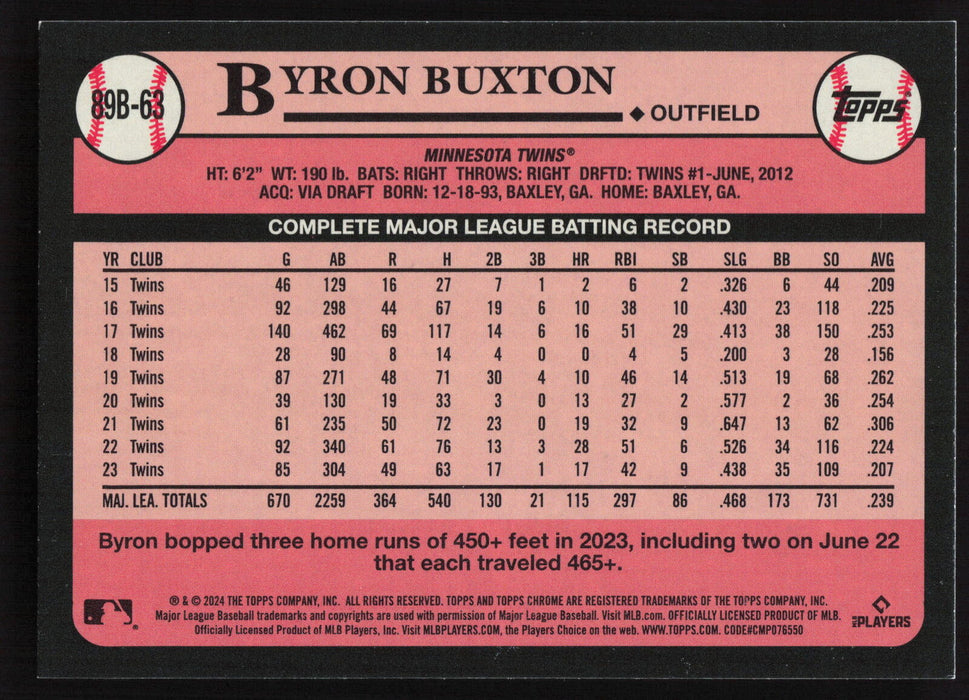 89B-63
BYRON BUXTON
◆ OUTFIELD
Topps®
MINNESOTA TWINS®
HT: 6'2" WT: 190 lb. BATS: RIGHT THROWS: RIGHT DRFTD: TWINS #1-JUNE, 2012
ACQ: VIA DRAFT BORN: 12-18-93, BAXLEY, GA. HOME: BAXLEY, GA.
COMPLETE MAJOR LEAGUE BATTING RECORD
YR CLUB G AB R H 2B 3B HR RBI SB SLG BB SO AVG
15 Twins 46 129 16 27 7 1 2 6 2 .326 6 44 .209
16 Twins 92 298 44 67 19 6 10 38 10 .430 23 118 .225
17 Twins 140 462 69 117 14 6 16 51 29 .413 38 150 .253
18 Twins 28 90 8 14 4 0 0 4 5 .200 3 28 .156
19 Twins 87 271 48 71 30 4 10 46 14 .513 19 68 .262
20 Twins 39 130 19 33 3 0 13 27 2 .577 2 36 .254
21 Twins 61 235 50 72 23 0 19 32 9 .647 13 62 .306
22 Twins 92 340 61 76 13 3 28 51 6 .526 34 116 .224
23 Twins 85 304 49 63 17 1 17 42 9 .438 35 109 .207
MAJ. LEA. TOTALS 670 2259 364 540 130 21 115 297 86 .468 173 731 .239
Byron bopped three home runs of 450+ feet in 2023, including two on June 22
that each traveled 465+.
® & © 2024 THE TOPPS COMPANY, INC. ALL RIGHTS RESERVED. TOPPS AND TOPPS CHROME ARE REGISTERED TRADEMARKS OF THE TOPPS COMPANY, INC.
Major League Baseball trademarks and copyrights are used with permission of Major League Baseball. Visit MLB.com. OFFICIALLY LICENSED PRODUCT OF MLB.
Officially Licensed Product of MLB Players, Inc. Visit MLBPLAYERS.COM, the Players Choice on the web. WWW.TOPPS.COM. CODE#CMP076550
MLB PLAYERS